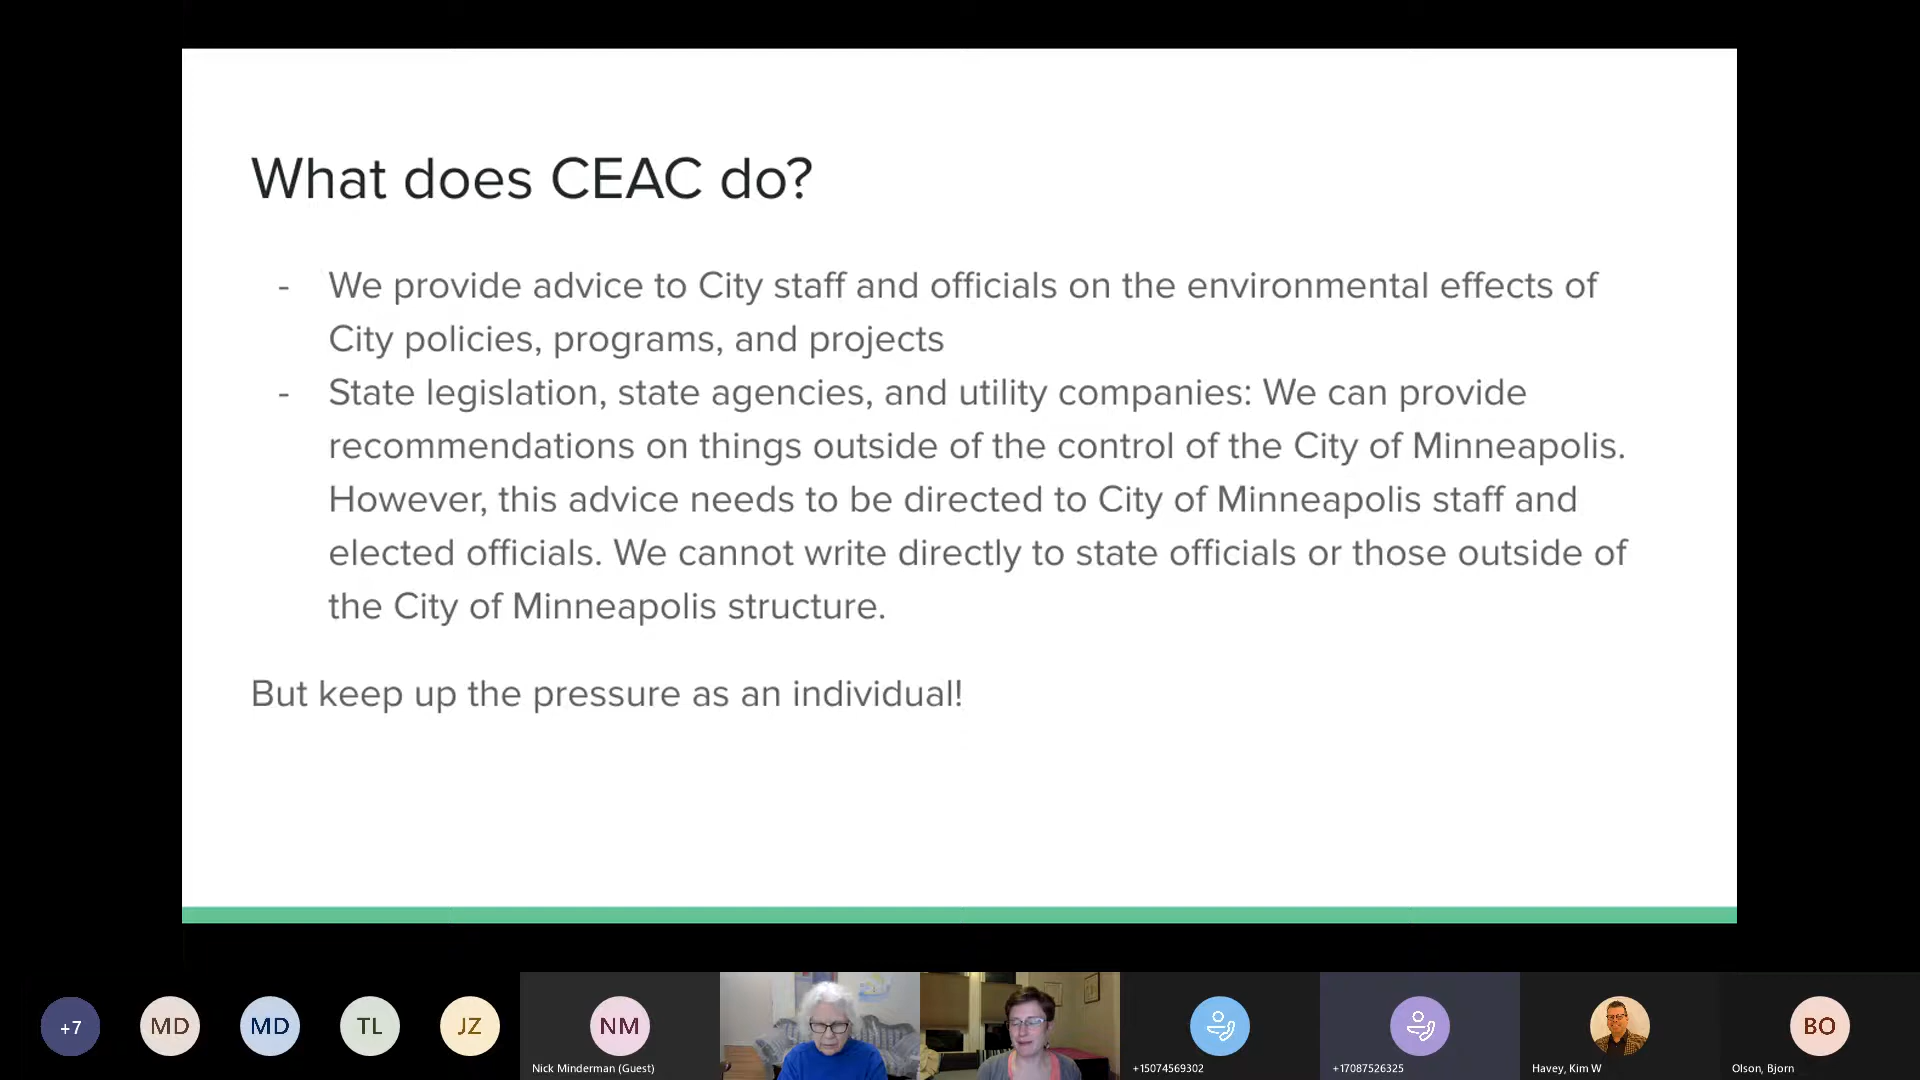 What does CEAC do?
- We provide advice to City staff and officials on the environmental effects of
City policies, programs, and projects
- State legislation, state agencies, and utility companies: We can provide
recommendations on things outside of the control of the City of Minneapolis.
However, this advice needs to be directed to City of Minneapolis staff and
elected officials. We cannot write directly to state officials or those outside of
the City of Minneapolis structure.
But keep up the pressure as an individual!
+7
MD
MD
TL
JZ
NM
BO
Nick Minderman (Guest)
+15074569302
+17087526325
Havey, Kim W
Olson, Bjorn